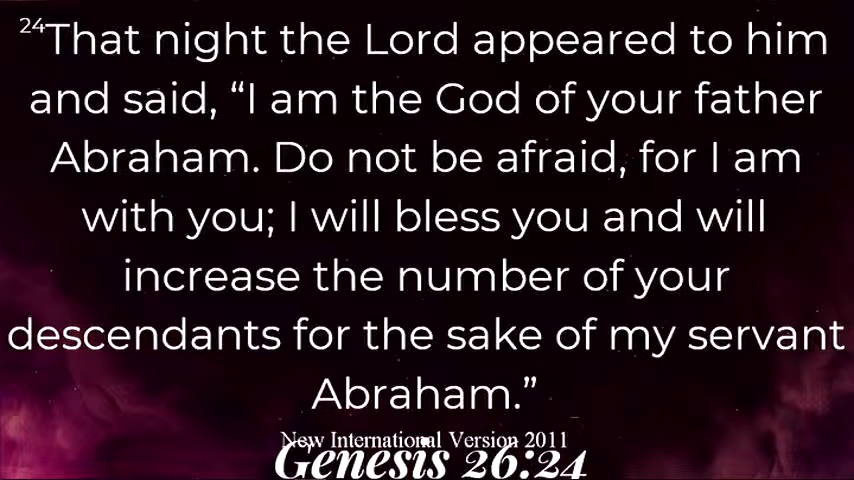 24That night the Lord appeared to him
and said, “I am the God of your father
Abraham. Do not be afraid, for I am
with you; I will bless you and will
increase the number of your
descendants for the sake of my servant
Abraham.”
New International Version 2011
Genesis 26:24